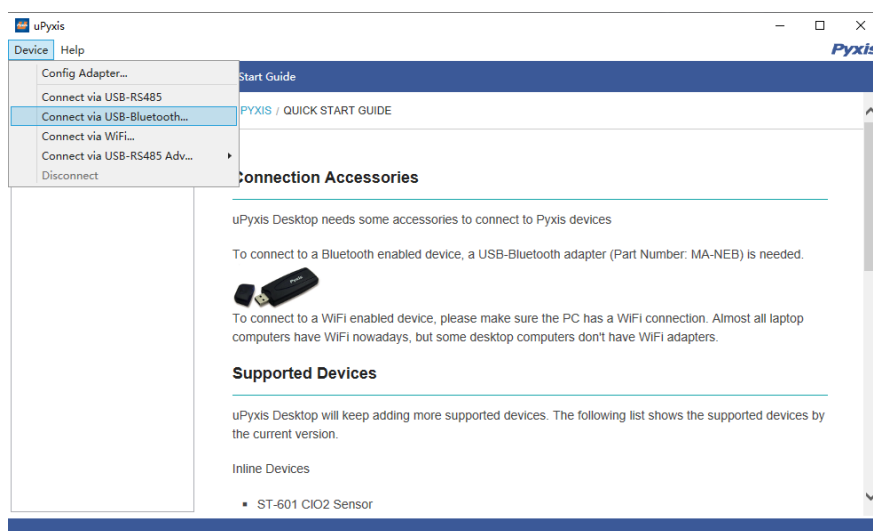 uPyxis
Device Help
Pyxis
Config Adapter...
Connect via USB-RS485
Connect via USB-Bluetooth...
Connect via WiFi...
Connect via USB-RS485 Adv...
Disconnect
Start Guide
PYXIS / QUICK START GUIDE
Connection Accessories
uPyxis Desktop needs some accessories to connect to Pyxis devices
To connect to a Bluetooth enabled device, a USB-Bluetooth adapter (Part Number: MA-NEB) is needed.
Pyxis
To connect to a WiFi enabled device, please make sure the PC has a WiFi connection. Almost all laptop
computers have WiFi nowadays, but some desktop computers don't have WiFi adapters.
Supported Devices
uPyxis Desktop will keep adding more supported devices. The following list shows the supported devices by
the current version.
Inline Devices
▪ ST-601 ClO2 Sensor